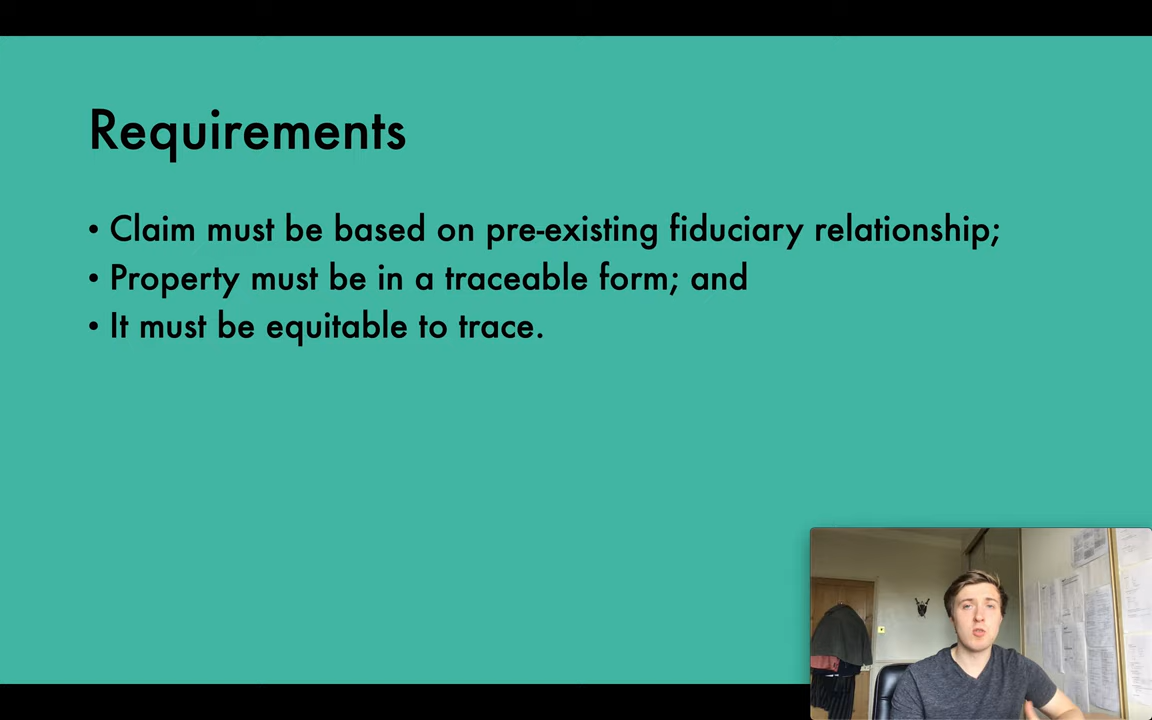 Requirements
• Claim must be based on pre-existing fiduciary relationship;
• Property must be in a traceable form; and
• It must be equitable to trace.